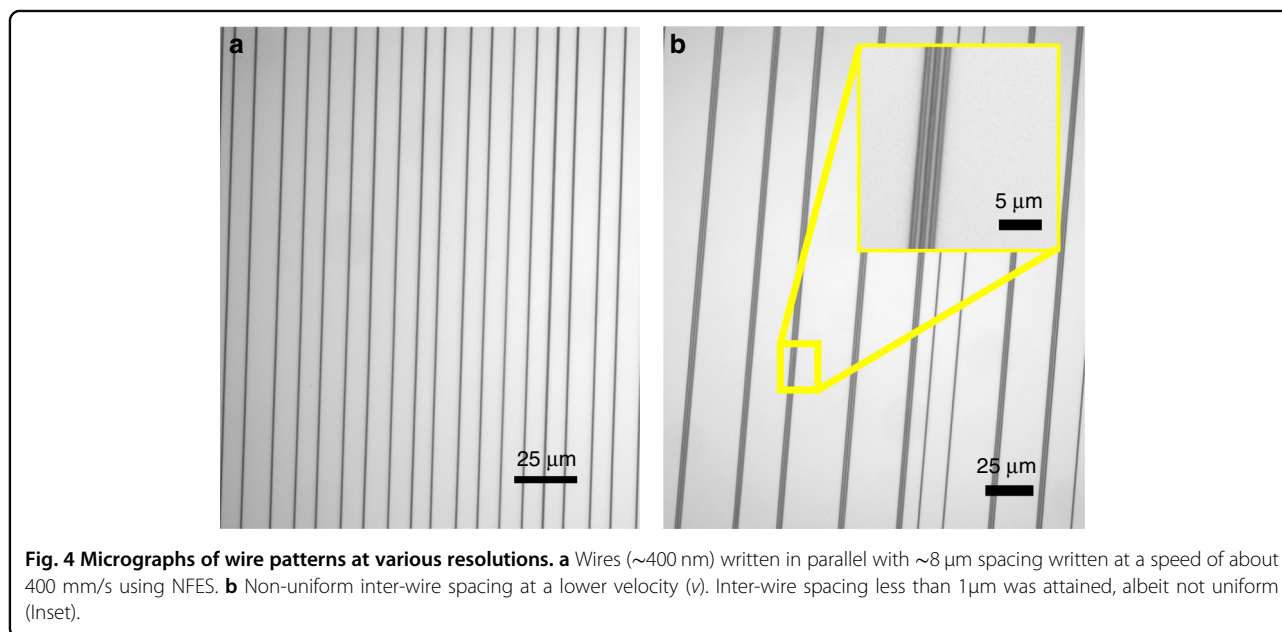 a
b
5 μm
25 μm
25 μm
Fig. 4 Micrographs of wire patterns at various resolutions. a Wires (~400 nm) written in parallel with ~8 μm spacing written at a speed of about
400 mm/s using NFES. b Non-uniform inter-wire spacing at a lower velocity (v). Inter-wire spacing less than 1μm was attained, albeit not uniform
(Inset).